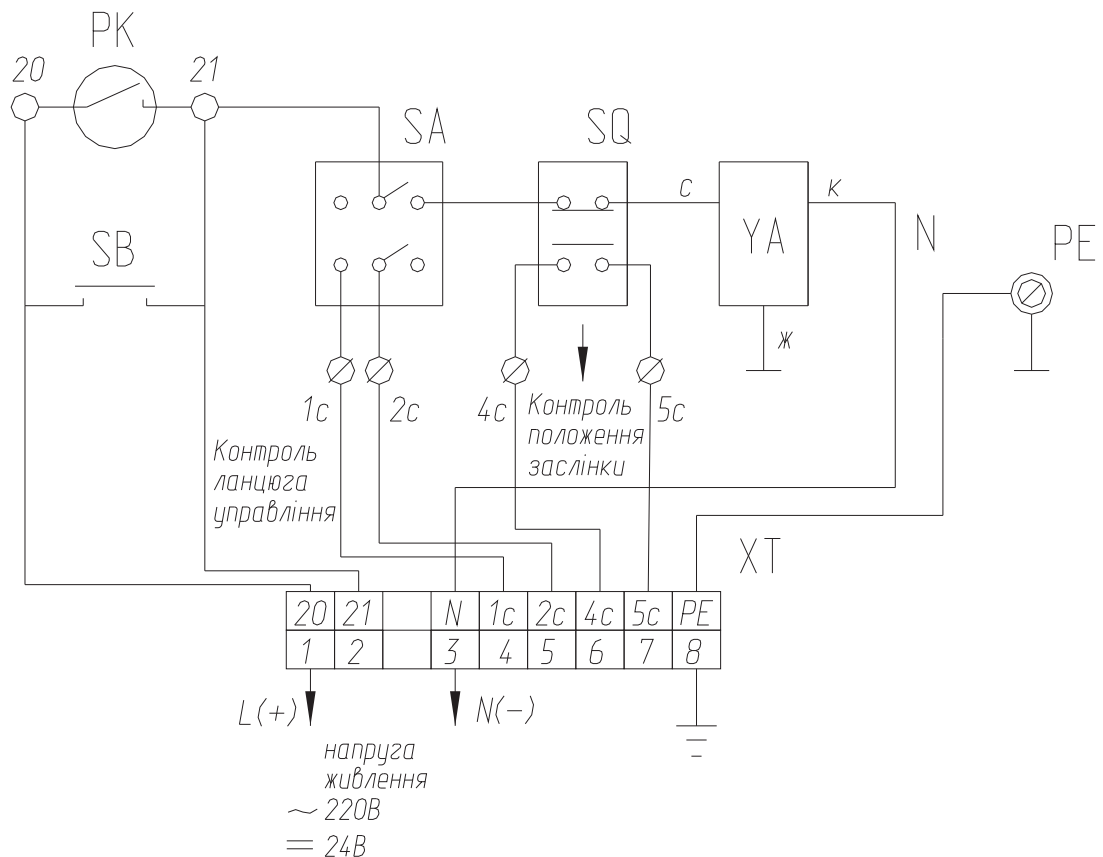 РК
20
21
SA
SQ
SB
с
YA
к
N
PE
ж
1с
2с
4с
5с
Контроль
положення
заслінки
Контроль
ланцюга
управління
XT
20 21 N 1с 2с 4с 5с PE
1 2 3 4 5 6 7 8
L(+)
N(−)
напруга
живлення
~ 220В
= 24В